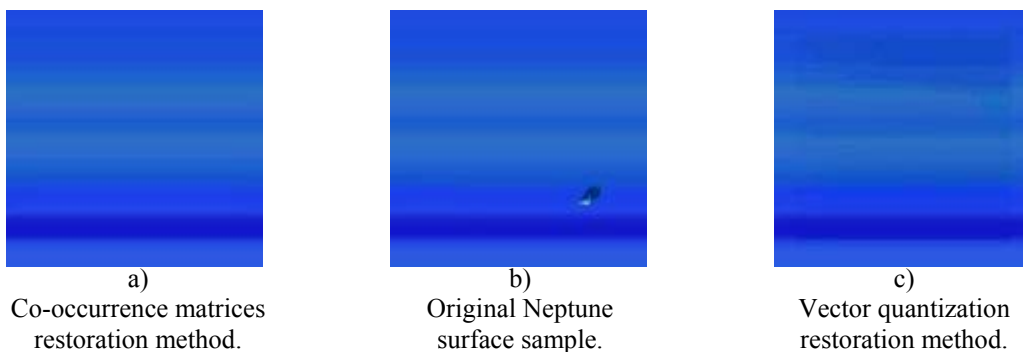 a)
Co-occurrence matrices
restoration method.
b)
Original Neptune
surface sample.
c)
Vector quantization
restoration method.